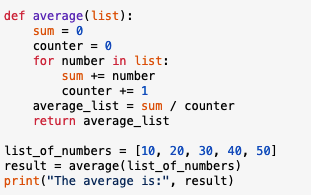 def average(list):
    sum = 0
    counter = 0
    for number in list:
        sum += number
        counter += 1
    average_list = sum / counter
    return average_list

list_of_numbers = [10, 20, 30, 40, 50]
result = average(list_of_numbers)
print("The average is:", result)